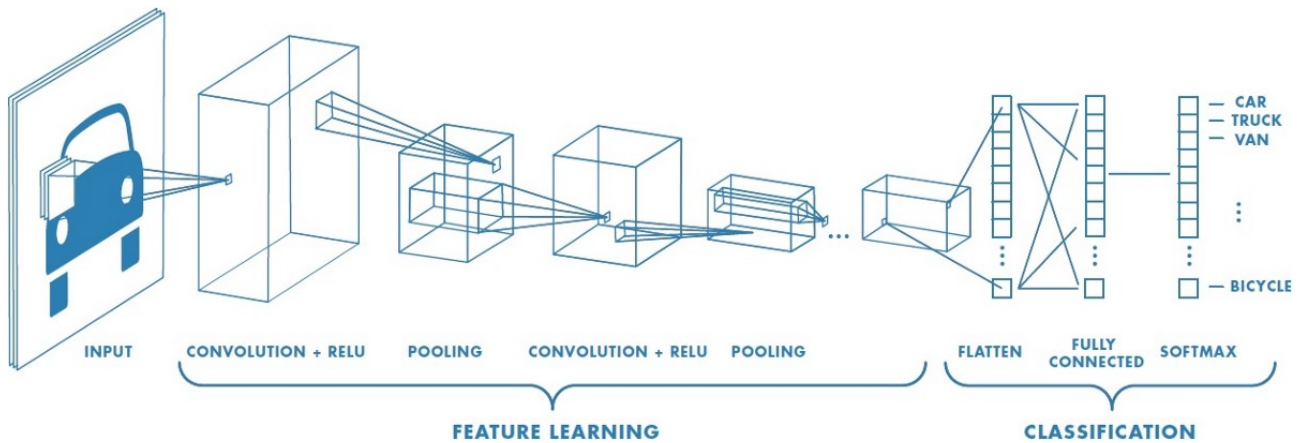 CAR
TRUCK
VAN
BICYCLE
INPUT
CONVOLUTION + RELU
POOLING
CONVOLUTION + RELU
POOLING
FLATTEN
FULLY
CONNECTED
SOFTMAX
FEATURE LEARNING
CLASSIFICATION